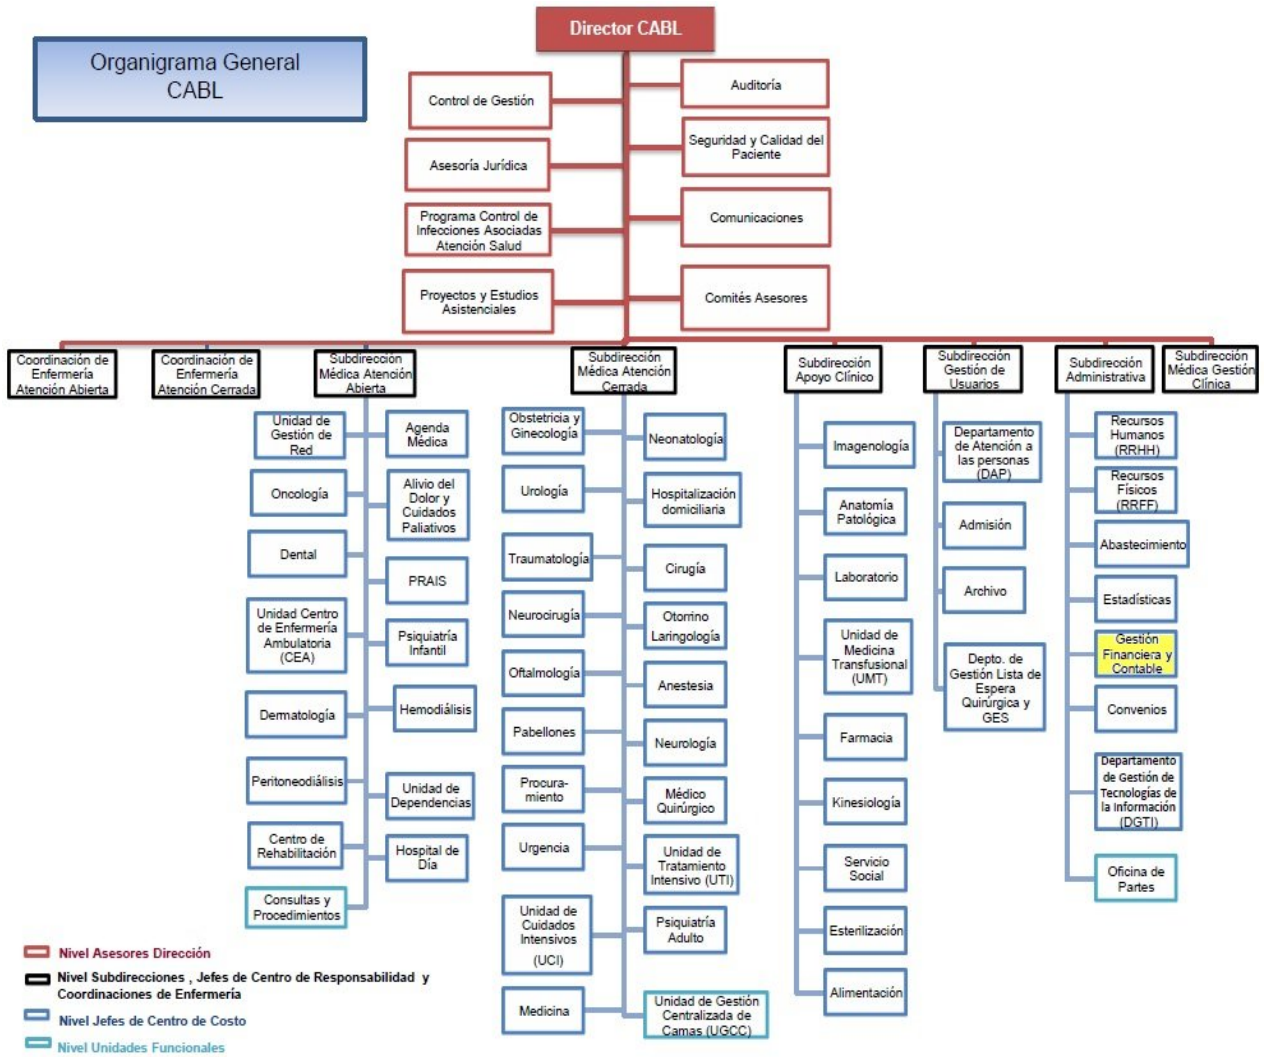 Director CABL
Organigrama General
CABL
Control de Gestión
Auditoría
Asesoría Jurídica
Seguridad y Calidad del
Paciente
Programa Control de
Infecciones Asociadas
Atención Salud
Comunicaciones
Proyectos y Estudios
Asistenciales
Comités Asesores
Coordinación de
Enfermería
Atención Abierta
Coordinación de
Enfermería
Atención Cerrada
Subdirección
Médica Atención
Abierta
Subdirección
Médica Atención
Cerrada
Subdirección
Apoyo Clínico
Subdirección
Gestión de
Usuarios
Subdirección
Administrativa
Subdirección
Médica Gestión
Clínica
Unidad de
Gestión de
Red
Agenda
Médica
Oncología
Alivio del
Dolor y
Cuidados
Paliativos
Dental
PRAIS
Unidad Centro
de Enfermería
Ambulatoria
(CEA)
Psiquiatría
Infantil
Dermatología
Hemodiálisis
Peritoneodiálisis
Unidad de
Dependencias
Centro de
Rehabilitación
Hospital de
Día
Consultas y
Procedimientos
Obstetricia y
Ginecología
Neonatología
Urología
Hospitalización
domiciliaria
Traumatología
Cirugía
Neurocirugía
Otorrino
Laringología
Oftalmología
Anestesia
Pabellones
Neurología
Procura-
miento
Médico
Quirúrgico
Urgencia
Unidad de
Tratamiento
Intensivo (UTI)
Unidad de
Cuidados
Intensivos
(UCI)
Psiquiatría
Adulto
Medicina
Unidad de Gestión
Centralizada de
Camas (UGCC)
Imagenología
Anatomía
Patológica
Laboratorio
Unidad de
Medicina
Transfusional
(UMT)
Farmacia
Kinesiología
Servicio
Social
Esterilización
Alimentación
Departamento
de Atención a
las personas
(DAP)
Admisión
Archivo
Depto. de
Gestión Lista de
Espera
Quirúrgica y
GES
Recursos
Humanos
(RRHH)
Recursos
Físicos
(RRFF)
Abastecimiento
Estadísticas
Gestión
Financiera y
Contable
Convenios
Departamento
de Gestión de
Tecnologías de
la Información
(DGTI)
Oficina de
Partes
Nivel Asesores Dirección
Nivel Subdirecciones , Jefes de Centro de Responsabilidad y
Coordinaciones de Enfermería
Nivel Jefes de Centro de Costo
Nivel Unidades Funcionales